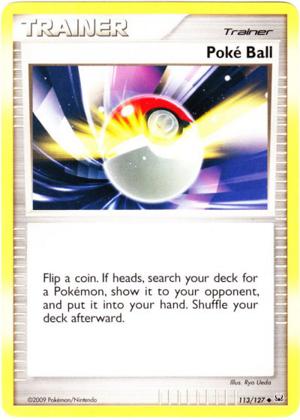 TRAINER
Trainer
Poké Ball
Flip a coin. If heads, search your deck for
a Pokémon, show it to your opponent,
and put it into your hand. Shuffle your
deck afterward.
Illus. Ryo Ueda
©2009 Pokémon/Nintendo
113/127